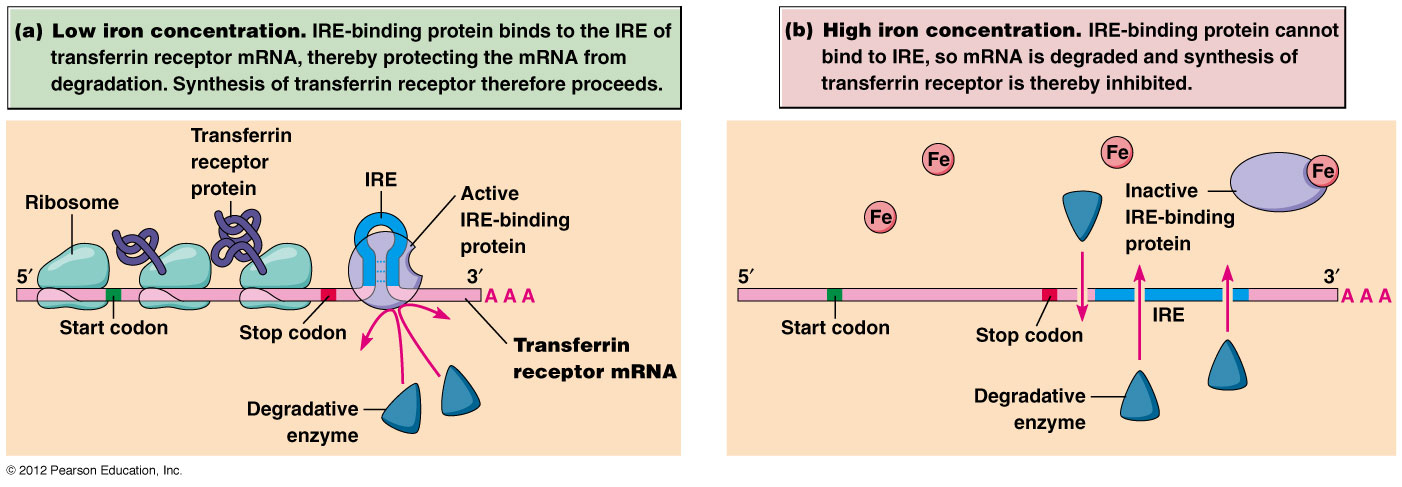 (a) Low iron concentration. IRE-binding protein binds to the IRE of
transferrin receptor mRNA, thereby protecting the mRNA from
degradation. Synthesis of transferrin receptor therefore proceeds.
Transferrin
receptor
protein
IRE
Ribosome
Active
IRE-binding
protein
5′
3′
A A A
Start codon
Stop codon
Transferrin
receptor mRNA
Degradative
enzyme
(b) High iron concentration. IRE-binding protein cannot
bind to IRE, so mRNA is degraded and synthesis of
transferrin receptor is thereby inhibited.
Fe
Fe
Fe
Fe
Inactive
IRE-binding
protein
5′
3′
A A A
Start codon
Stop codon
IRE
Degradative
enzyme
© 2012 Pearson Education, Inc.